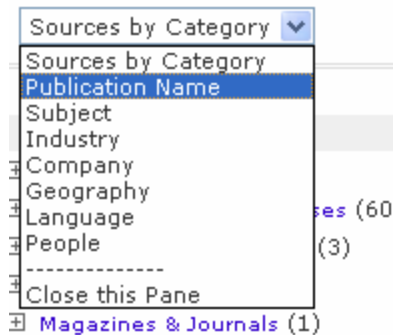 Sources by Category
Sources by Category
Publication Name
Subject
Industry
Company
Geography
Language
People
(3)
--------------
Close this Pane
Magazines & Journals (1)